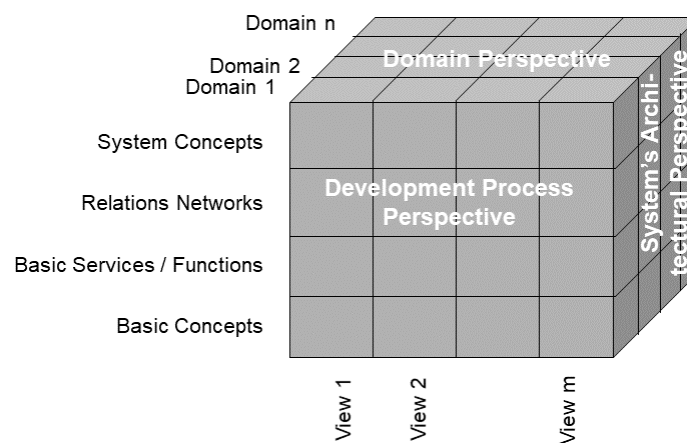 Domain n
Domain 2
Domain 1
Domain Perspective
System Concepts
Relations Networks
Basic Services / Functions
Basic Concepts
Development Process
Perspective
System's Archi-
tectural Perspective
View 1
View 2
View m